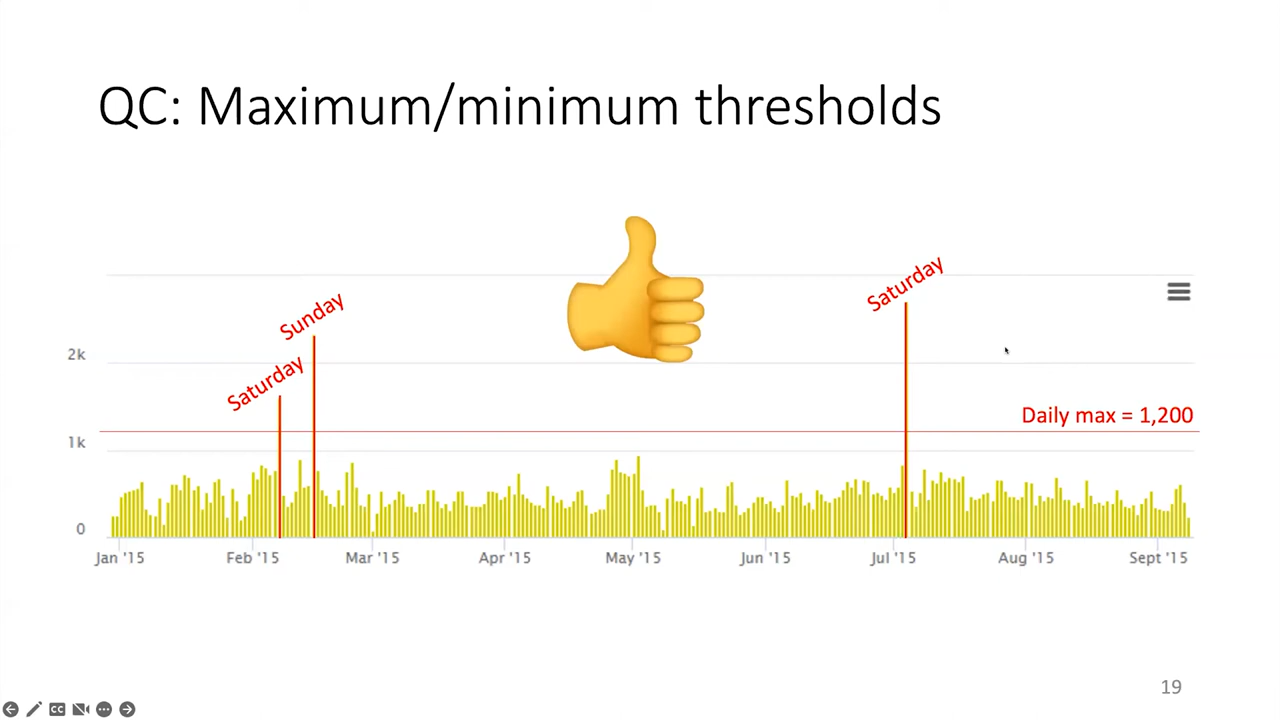 QC: Maximum/minimum thresholds
Saturday
Sunday
Saturday
2k
Daily max = 1,200
1k
0
Jan '15 Feb '15 Mar '15 Apr '15 May '15 Jun '15 Jul '15 Aug '15 Sept '15
19
CC